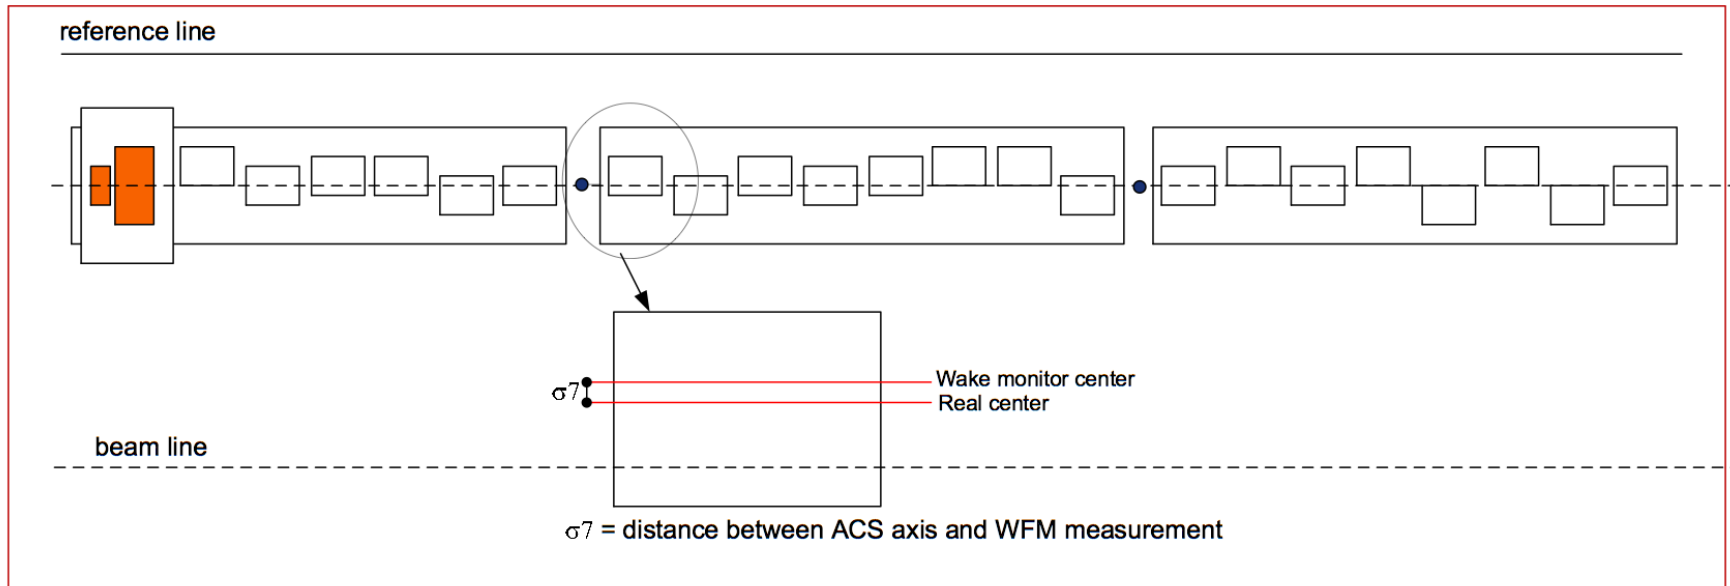 reference line
Wake monitor center
σ7
Real center
beam line
σ7 = distance between ACS axis and WFM measurement